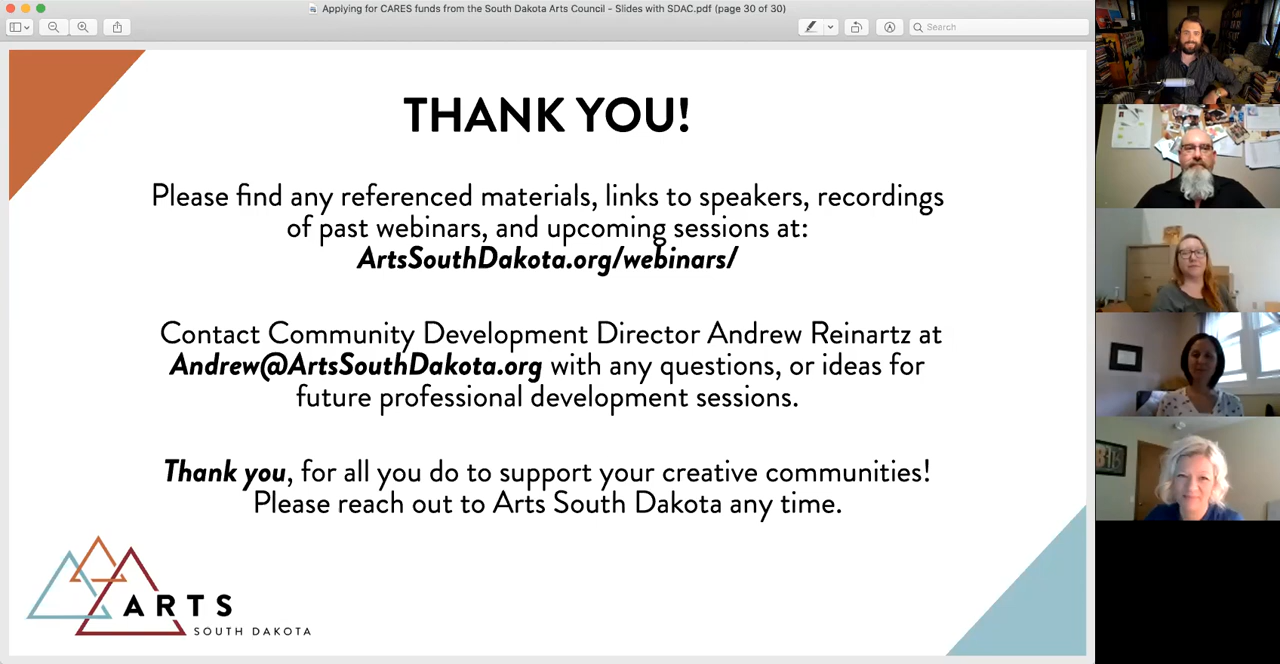 Applying for CARES funds from the South Dakota Arts Council - Slides with SDAC.pdf (page 30 of 30)
Search
THANK YOU!
Please find any referenced materials, links to speakers, recordings
of past webinars, and upcoming sessions at:
ArtsSouthDakota.org/webinars/
Contact Community Development Director Andrew Reinartz at
Andrew@ArtsSouthDakota.org with any questions, or ideas for
future professional development sessions.
Thank you, for all you do to support your creative communities!
Please reach out to Arts South Dakota any time.
ARTS
SOUTH DAKOTA